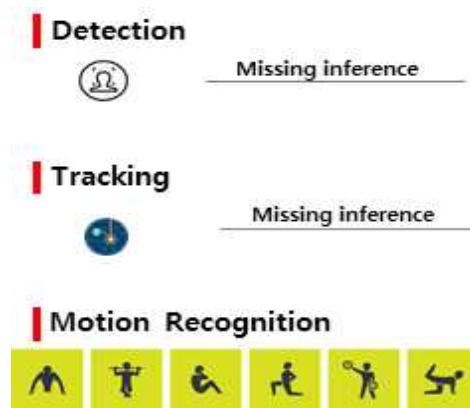 Detection
Missing inference
Tracking
Missing inference
Motion Recognition